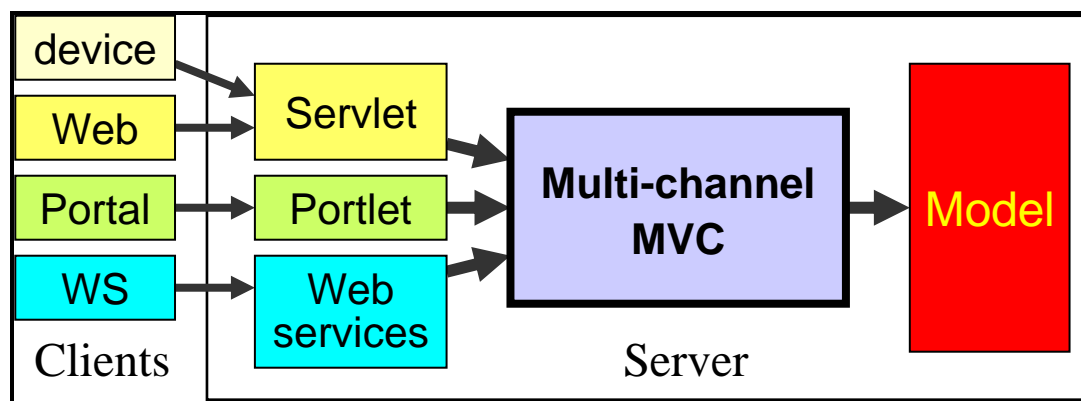 device
Web
Portal
WS
Clients
Servlet
Portlet
Web
services
Multi-channel
MVC
Server
Model